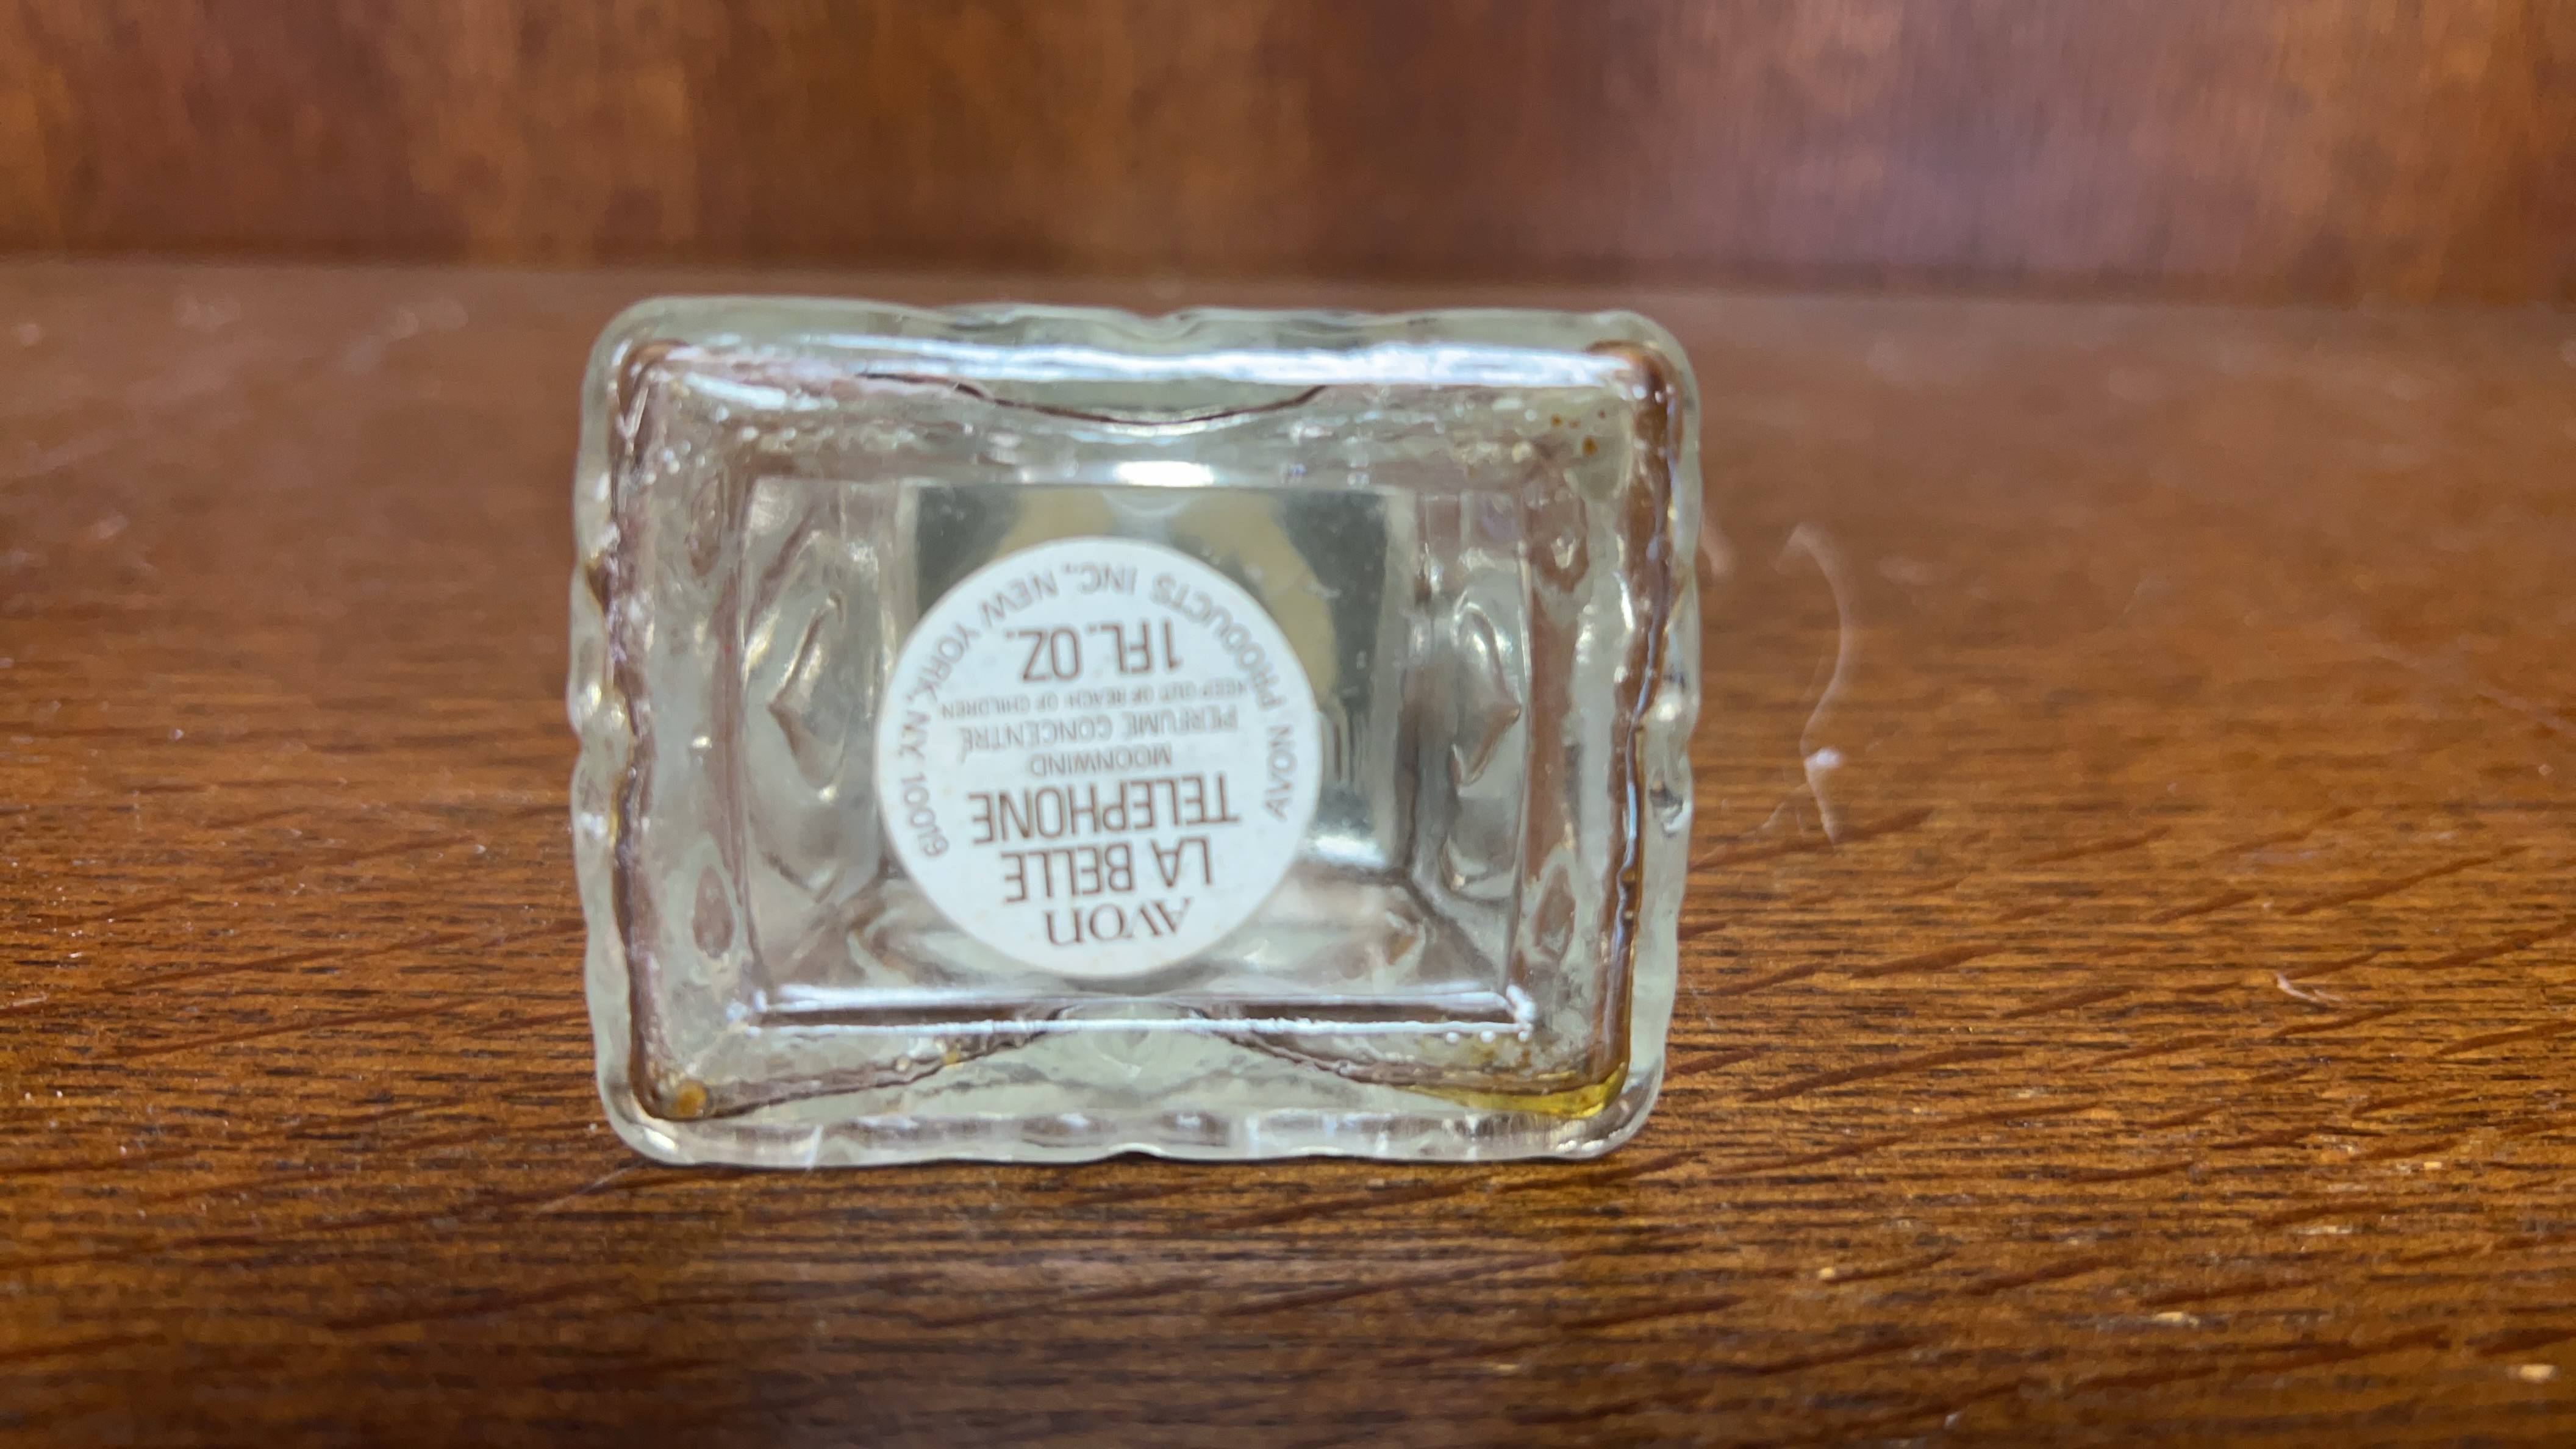 AVON
LA BELLE
TELEPHONE
MOONWIND
PERFUME CONCENTRÉ
KEEP OUT OF REACH OF CHILDREN
1 FL. OZ.
AVON PRODUCTS INC., NEW YORK, N.Y. 10019